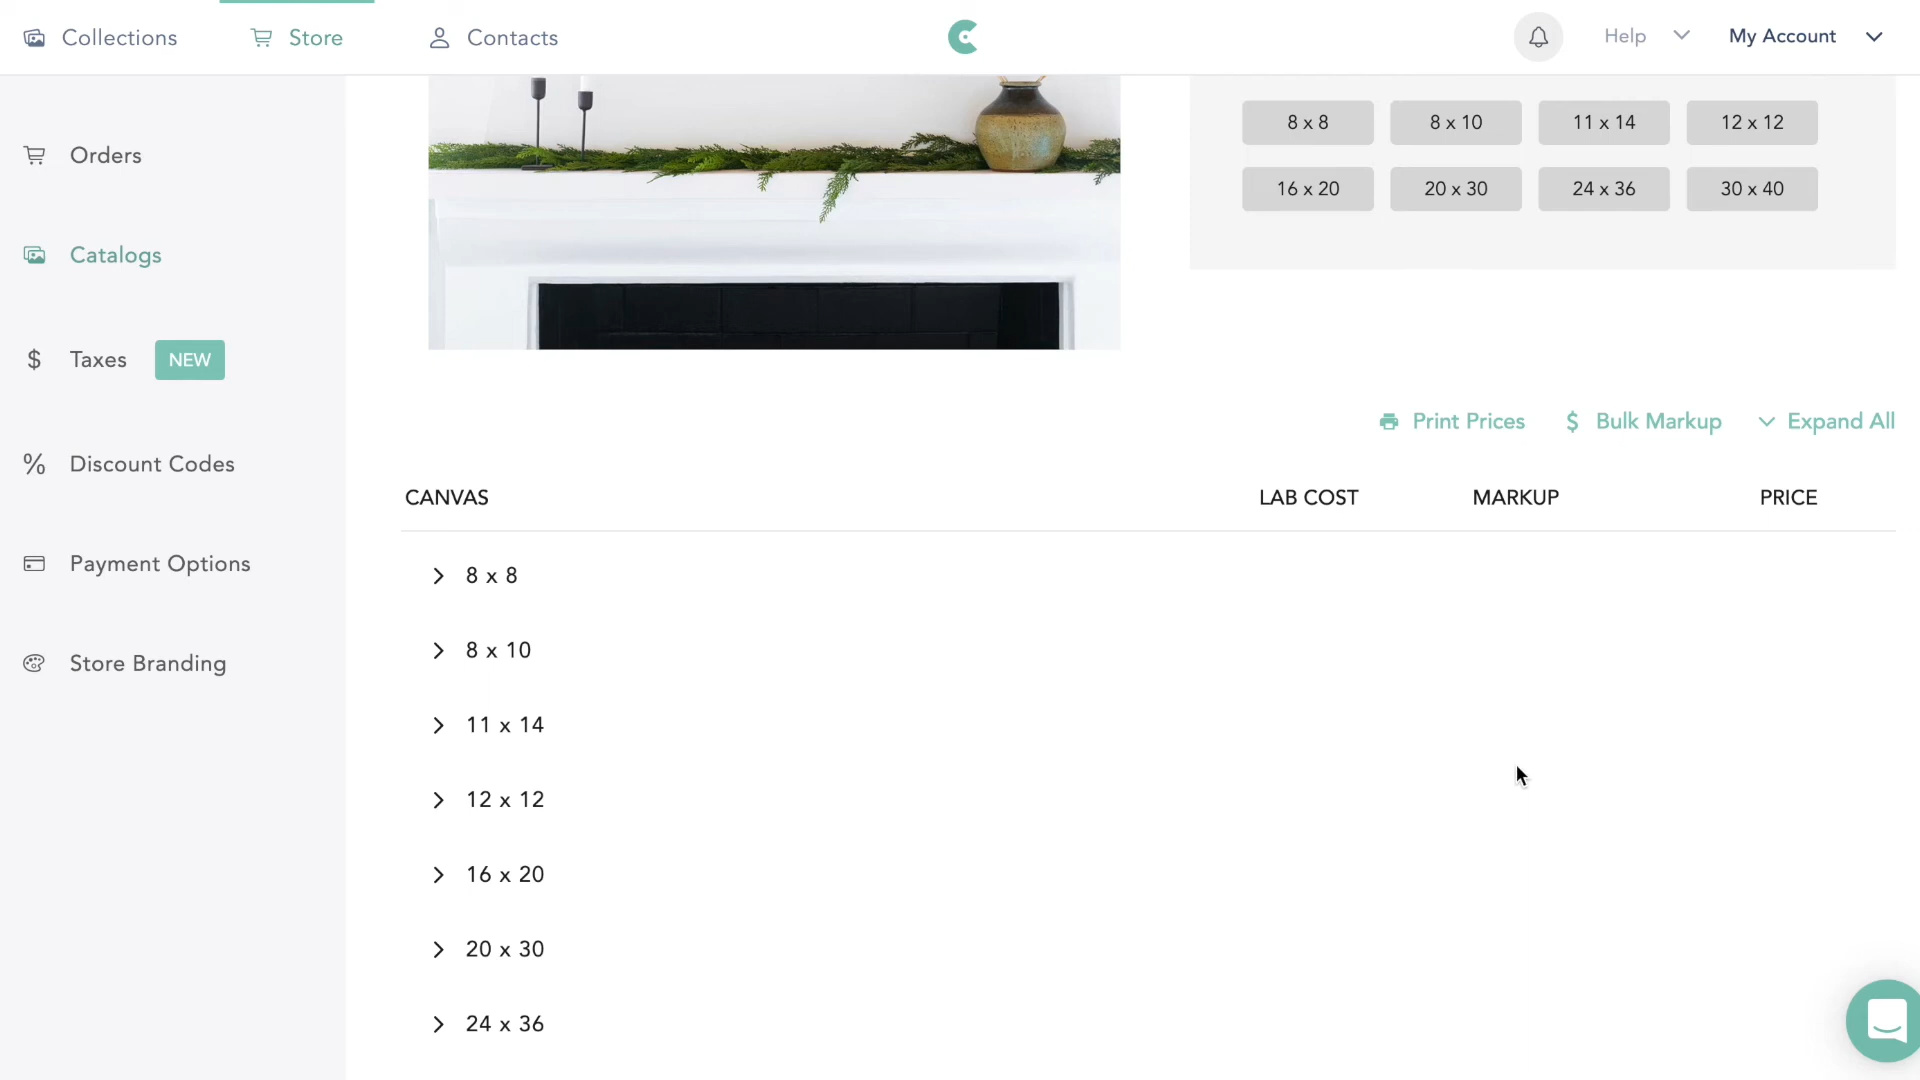 Collections
Store
Contacts
Help
My Account
Orders
Catalogs
Taxes NEW
Discount Codes
Payment Options
Store Branding
8 x 8
8 x 10
11 x 14
12 x 12
16 x 20
20 x 30
24 x 36
30 x 40
Print Prices
Bulk Markup
Expand All
CANVAS LAB COST MARKUP PRICE
8 x 8
8 x 10
11 x 14
12 x 12
16 x 20
20 x 30
24 x 36